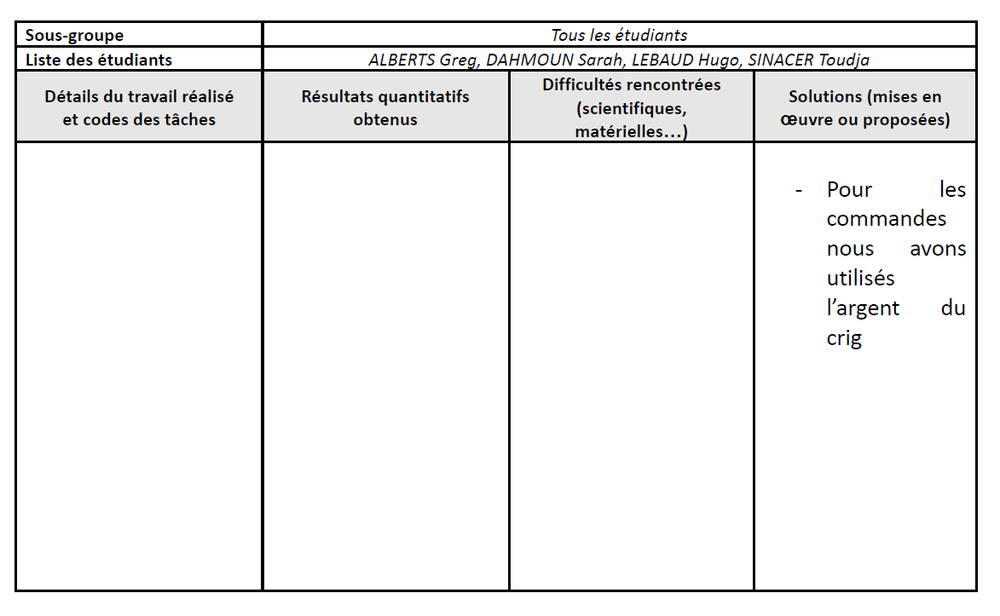 Sous-groupe
Tous les étudiants
Liste des étudiants
ALBERTS Greg, DAHMOUN Sarah, LEBAUD Hugo, SINACER Toudja
Détails du travail réalisé
et codes des tâches
Résultats quantitatifs
obtenus
Difficultés rencontrées
(scientifiques,
matérielles…)
Solutions (mises en
œuvre ou proposées)
- Pour les
commandes
nous avons
utilisés
l’argent du
crig